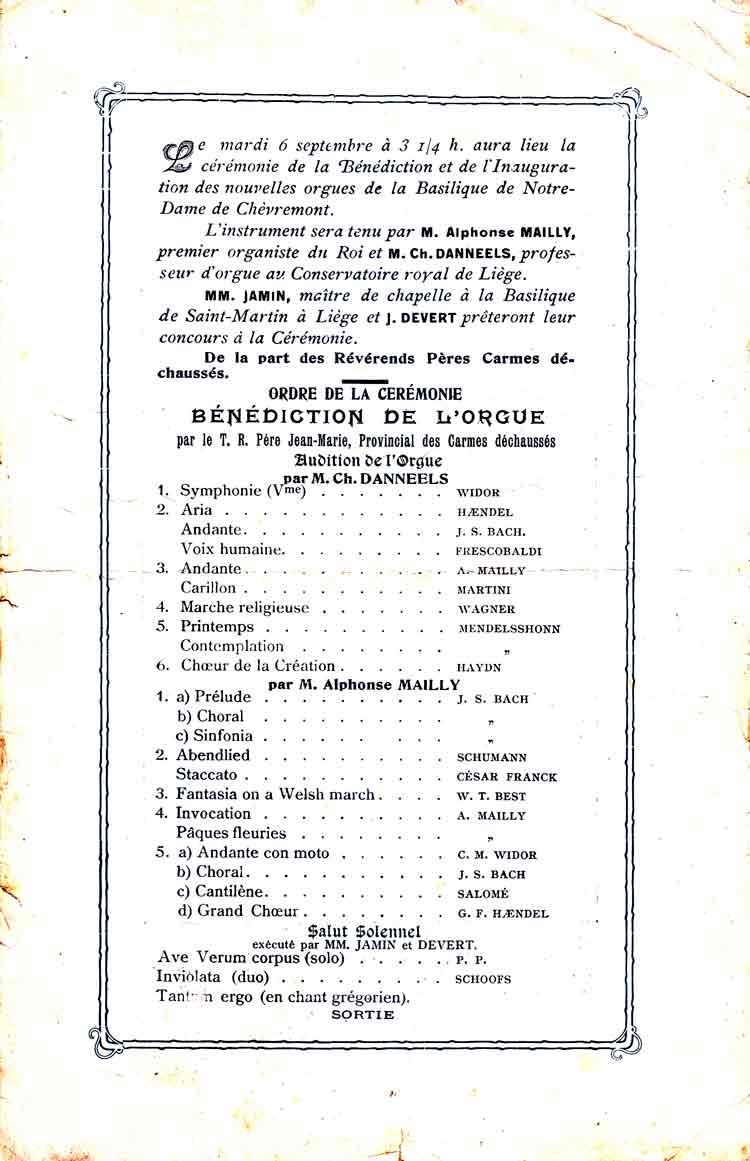 Le mardi 6 septembre à 3 1/4 h. aura lieu la
cérémonie de la Bénédiction et de l'Inaugura-
tion des nouvelles orgues de la Basilique de Notre-
Dame de Chèvremont.
L'instrument sera tenu par M. Alphonse MAILLY,
premier organiste du Roi et M. Ch. DANNEELS, profes-
seur d'orgue au Conservatoire royal de Liège.
MM. JAMIN, maître de chapelle à la Basilique
de Saint-Martin à Liège et J. DEVERT prêteront leur
concours à la Cérémonie.
De la part des Révérends Pères Carmes dé-
chaussés.
ORDRE DE LA CERÉMONIE
BÉNÉDICTION DE L'ORGUE
par le T. R. Père Jean-Marie, Provincial des Carmes déchaussés
Audition de l'Orgue
par M. Ch. DANNEELS
1. Symphonie (Vme) . . . . . . . WIDOR
2. Aria . . . . . . . . . . . . HÆNDEL
Andante. . . . . . . . . . . J. S. BACH.
Voix humaine. . . . . . . . . FRESCOBALDI
3. Andante . . . . . . . . . . . A. MAILLY
Carillon . . . . . . . . . . . MARTINI
4. Marche religieuse . . . . . . . WAGNER
5. Printemps . . . . . . . . . . MENDELSSHONN
Contemplation . . . . . . . . „
6. Chœur de la Création . . . . . . HAYDN
par M. Alphonse MAILLY
1. a) Prélude . . . . . . . . . . J. S. BACH
b) Choral . . . . . . . . . . „
c) Sinfonia . . . . . . . . . „
2. Abendlied . . . . . . . . . . SCHUMANN
Staccato . . . . . . . . . . . CÉSAR FRANCK
3. Fantasia on a Welsh march . . . . W. T. BEST
4. Invocation . . . . . . . . . . A. MAILLY
Pâques fleuries . . . . . . . . „
5. a) Andante con moto . . . . . . C. M. WIDOR
b) Choral. . . . . . . . . . . J. S. BACH
c) Cantilène. . . . . . . . . . SALOMÉ
d) Grand Chœur . . . . . . . . G. F. HÆNDEL
Salut Solennel
exécuté par MM. JAMIN et DEVERT.
Ave Verum corpus (solo) . . . . . P. P.
Inviolata (duo) . . . . . . . . . SCHOOFS
ergo (en chant grégorien).
SORTIE